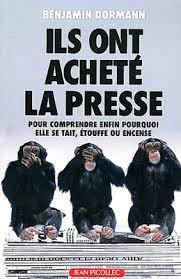 BENJAMIN DORMANN
ILS ONT
ACHETÉ
LA PRESSE
POUR COMPRENDRE ENFIN POURQUOI
ELLE SE TAIT, ÉTOUFFE OU ENCENSE
JEAN PICOLLEC